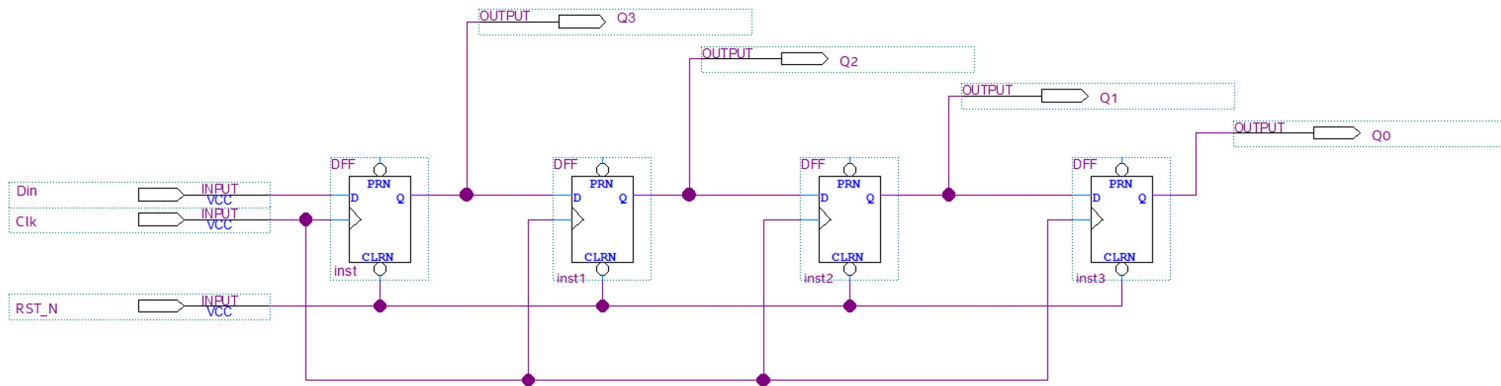 OUTPUT Q3
OUTPUT Q2
OUTPUT Q1
OUTPUT Q0
DFF DFF DFF DFF
PRN PRN PRN PRN
Din INPUT VCC D Q D Q D Q D Q
Clk INPUT VCC
CLRN CLRN CLRN CLRN
inst inst1 inst2 inst3
RST_N INPUT VCC